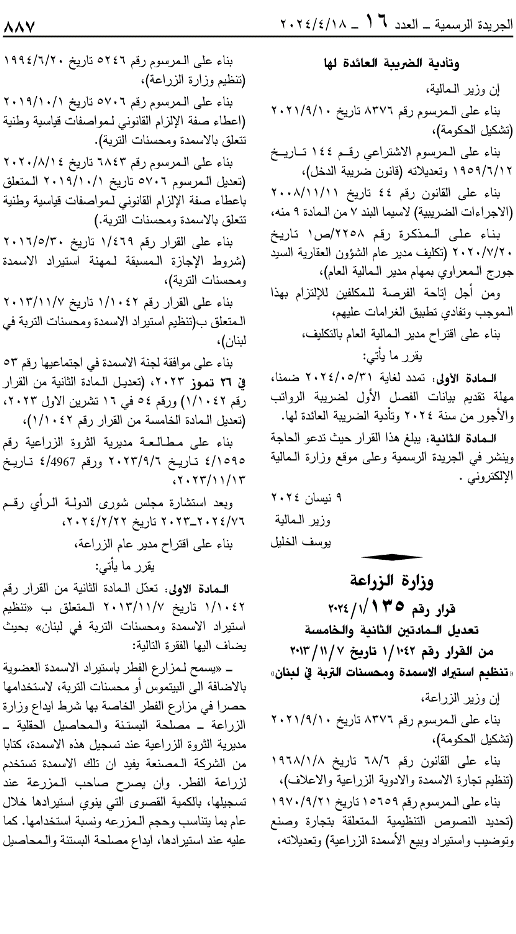 الجريدة الرسمية – العدد ١٦ – ٢٠٢٤/٤/١٨
٨٨٧
وتأدية الضريبة العائدة لها
إن وزير المالية،
بناء على المرسوم رقم ٨٣٧٦ تاريخ ٢٠٢١/٩/١٠
(تشكيل الحكومة)،
بناء على المرسوم الاشتراعي رقم ١٤٤ تاريخ
١٩٥٩/٦/١٢ وتعديلاته (قانون ضريبة الدخل)،
بناء على القانون رقم ٤٤ تاريخ ٢٠٠٨/١١/١١
(الاجراءات الضريبية) لاسيما البند ٧ من المادة ٩ منه،
بناء على المذكرة رقم ٢٢٥٨/ص١ تاريخ
٢٠٢٠/٧/٢٠ (تكليف مدير عام الشؤون العقارية السيد
جورج المعراوي بمهام مدير المالية العام)،
ومن أجل إتاحة الفرصة للمكلفين للإلتزام بهذا
الموجب وتفادي تطبيق الغرامات عليهم،
بناء على اقتراح مدير المالية العام بالتكليف،
يقرر ما يأتي:
المادة الأولى: تمدد لغاية ٢٠٢٤/٠٥/٣١ ضمنا،
مهلة تقديم بيانات الفصل الأول لضريبة الرواتب
والأجور من سنة ٢٠٢٤ وتأدية الضريبة العائدة لها.
المادة الثانية: يبلغ هذا القرار حيث تدعو الحاجة
وينشر في الجريدة الرسمية وعلى موقع وزارة المالية
الإلكتروني .
٩ نيسان ٢٠٢٤
وزير المالية
يوسف الخليل
وزارة الزراعة
قرار رقم ١٣٥/١/٢٠٢٤
تعديل المادتين الثانية والخامسة
من القرار رقم ١/١٠٤٢ تاريخ ٢٠١٣/١١/٧
«تنظيم استيراد الاسمدة ومحسنات التربة في لبنان»
إن وزير الزراعة،
بناء على المرسوم رقم ٨٣٧٦ تاريخ ٢٠٢١/٩/١٠
(تشكيل الحكومة)،
بناء على القانون رقم ٦٨/٦ تاريخ ١٩٦٨/١/٨
(تنظيم تجارة الاسمدة والادوية الزراعية والاعلاف)،
بناء على المرسوم رقم ١٥٦٥٩ تاريخ ١٩٧٠/٩/٢١
(تحديد النصوص التنظيمية المتعلقة بتجارة وصنع
وتوضيب واستيراد وبيع الأسمدة الزراعية) وتعديلاته،
بناء على المرسوم رقم ٥٢٤٦ تاريخ ١٩٩٤/٦/٢٠
(تنظيم وزارة الزراعة)،
بناء على المرسوم رقم ٥٧٠٦ تاريخ ٢٠١٩/١٠/١
(اعطاء صفة الإلزام القانوني لمواصفات قياسية وطنية
تتعلق بالاسمدة ومحسنات التربة)،
بناء على المرسوم رقم ٦٨٤٣ تاريخ ٢٠٢٠/٨/١٤
(تعديل المرسوم ٥٧٠٦ تاريخ ٢٠١٩/١٠/١ المتعلق
باعطاء صفة الإلزام القانوني لمواصفات قياسية وطنية
تتعلق بالاسمدة ومحسنات التربة.)
بناء على القرار رقم ١/٤٦٩ تاريخ ٢٠١٦/٥/٣٠
(شروط الإجازة المسبقة لمهنة استيراد الاسمدة
ومحسنات التربة)،
بناء على القرار رقم ١/١٠٤٢ تاريخ ٢٠١٣/١١/٧
المتعلق ب(تنظيم استيراد الاسمدة ومحسنات التربة في
لبنان)،
بناء على موافقة لجنة الاسمدة في اجتماعيها رقم ٥٣
في ٢٦ تموز ٢٠٢٣، (تعديل المادة الثانية من القرار
رقم ١/١٠٤٢) ورقم ٥٤ في ١٦ تشرين الاول ٢٠٢٣،
(تعديل المادة الخامسة من القرار رقم ١/١٠٤٢)،
بناء على مطالعة مديرية الثروة الزراعية رقم
٤/١٥٩٥ تاريخ ٢٠٢٣/٩/٦ ورقم 4/4967 تاريخ
٢٠٢٣/١١/١٣،
وبعد استشارة مجلس شورى الدولة الرأي رقم
٢٠٢٤/٧٦–٢٠٢٣ تاريخ ٢٠٢٤/٢/٢٢،
بناء على اقتراح مدير عام الزراعة،
يقرر ما يأتي:
المادة الاولى: تعدّل المادة الثانية من القرار رقم
١/١٠٤٢ تاريخ ٢٠١٣/١١/٧ المتعلق ب «تنظيم
استيراد الاسمدة ومحسنات التربة في لبنان» بحيث
يضاف اليها الفقرة التالية:
– «يسمح لمزارع الفطر باستيراد الاسمدة العضوية
بالاضافة الى البيتموس أو محسنات التربة، لاستخدامها
حصرا في مزارع الفطر الخاصة بها شرط ايداع وزارة
الزراعة – مصلحة البستنة والمحاصيل الحقلية –
مديرية الثروة الزراعية عند تسجيل هذه الاسمدة، كتابا
من الشركة المصنعة يفيد ان تلك الاسمدة تستخدم
لزراعة الفطر. وان يصرح صاحب المزرعة عند
تسجيلها، بالكمية القصوى التي ينوي استيرادها خلال
عام بما يتناسب وحجم المزرعه ونسبة استخدامها. كما
عليه عند استيرادها، ايداع مصلحة البستنة والمحاصيل